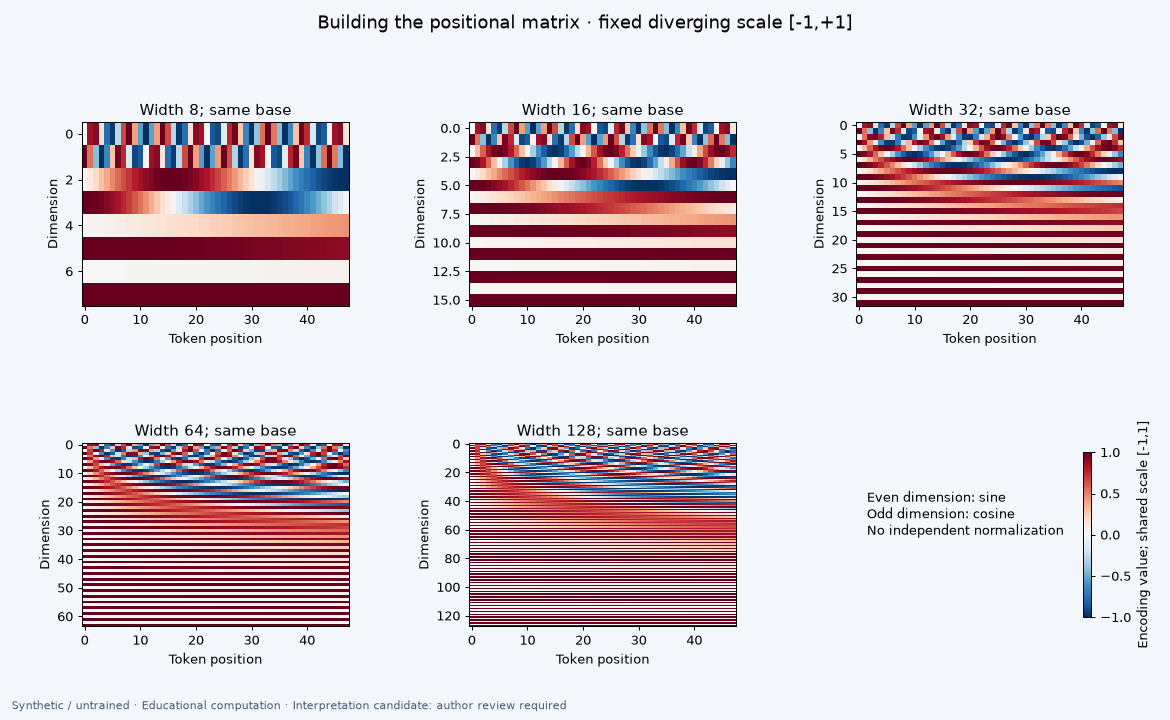 Building the positional matrix · fixed diverging scale [-1,+1]
Width 8; same base
0
2
4
6
Dimension
0 10 20 30 40
Token position
Width 16; same base
0.0
2.5
5.0
7.5
10.0
12.5
15.0
Dimension
0 10 20 30 40
Token position
Width 32; same base
0
5
10
15
20
25
30
Dimension
0 10 20 30 40
Token position
Width 64; same base
0
10
20
30
40
50
60
Dimension
0 10 20 30 40
Token position
Width 128; same base
0
20
40
60
80
100
120
Dimension
0 10 20 30 40
Token position
Even dimension: sine
Odd dimension: cosine
No independent normalization
1.0
0.5
0.0
−0.5
−1.0
Encoding value; shared scale [-1,1]
Synthetic / untrained · Educational computation · Interpretation candidate: author review required